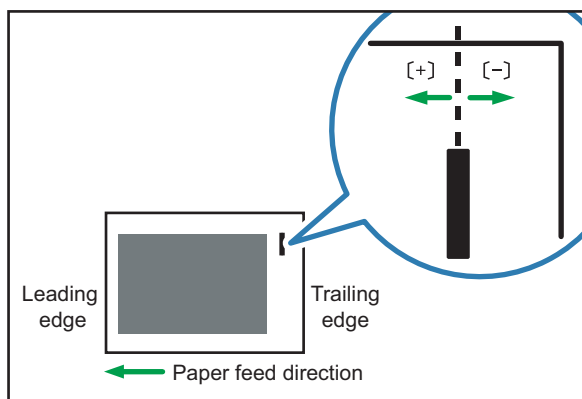 [+] [−]
Leading
edge
Trailing
edge
Paper feed direction